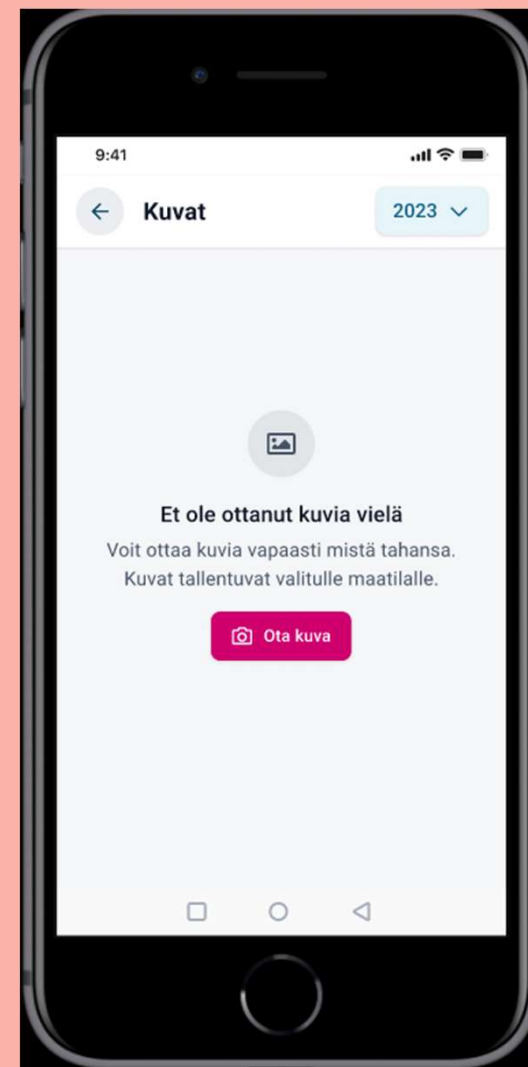 9:41
Kuvat
2023
Et ole ottanut kuvia vielä
Voit ottaa kuvia vapaasti mistä tahansa.
Kuvat tallentuvat valitulle maatilalle.
Ota kuva